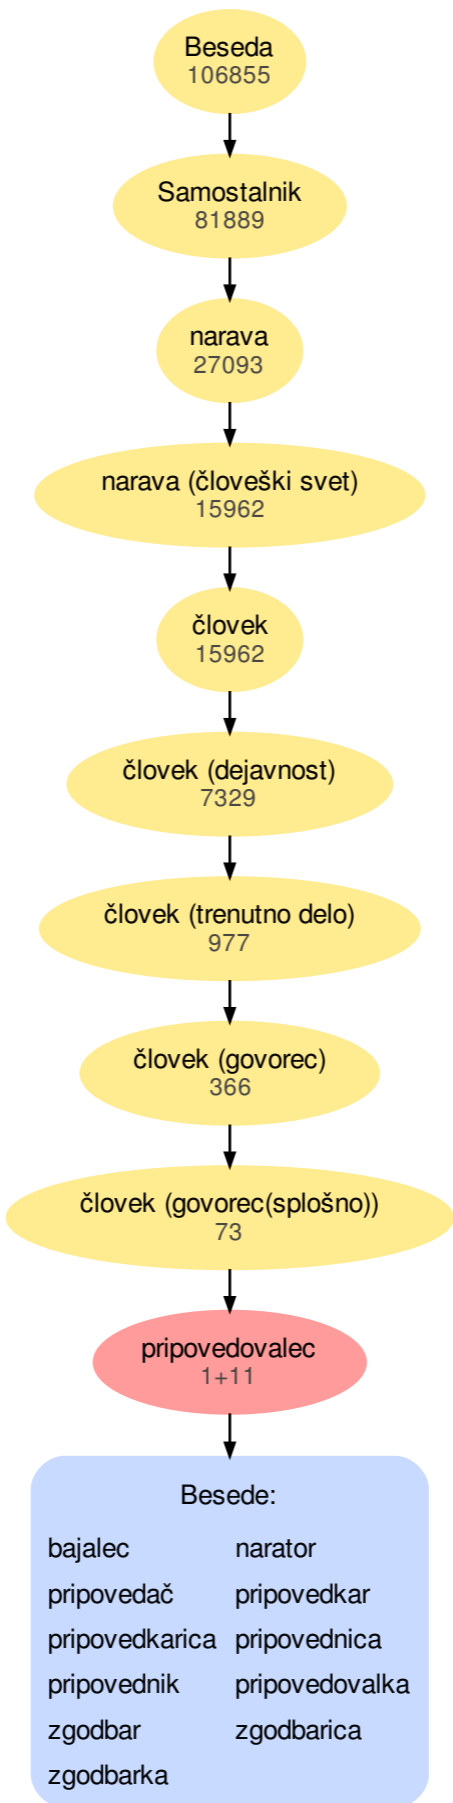 Beseda
106855
Samostalnik
81889
narava
27093
narava (človeški svet)
15962
človek
15962
človek (dejavnost)
7329
človek (trenutno delo)
977
človek (govorec)
366
človek (govorec(splošno))
73
pripovedovalec
1+11
Besede:
bajalec narator
pripovedač pripovedkar
pripovedkarica pripovednica
pripovednik pripovedovalka
zgodbar zgodbarica
zgodbarka